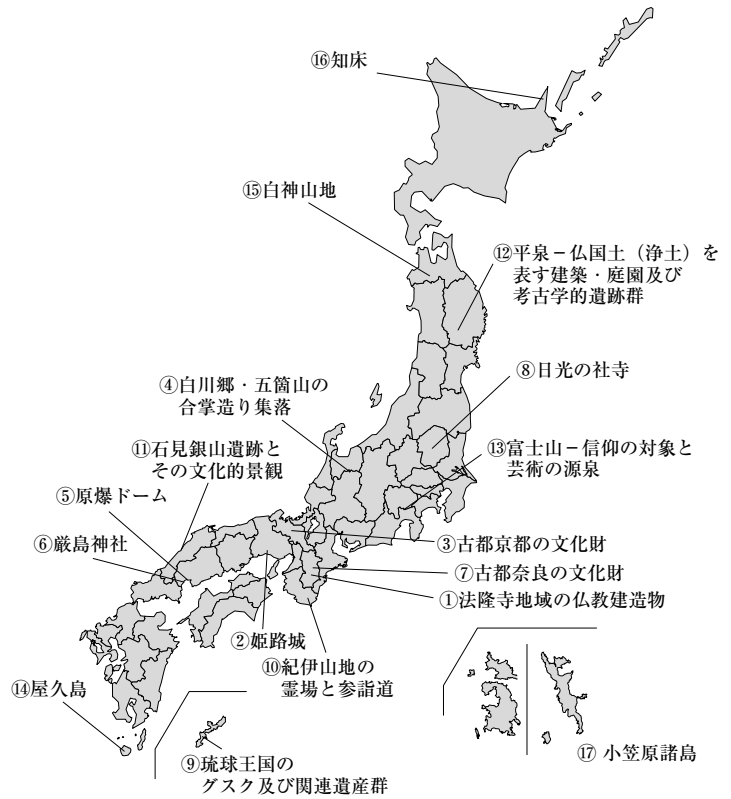 ⑯知床
⑮白神山地
⑫平泉－仏国土（浄土）を
表す建築・庭園及び
考古学的遺跡群
⑧日光の社寺
④白川郷・五箇山の
合掌造り集落
⑬富士山－信仰の対象と
芸術の源泉
⑪石見銀山遺跡と
その文化的景観
⑤原爆ドーム
⑥厳島神社
③古都京都の文化財
⑦古都奈良の文化財
①法隆寺地域の仏教建造物
②姫路城
⑩紀伊山地の
霊場と参詣道
⑭屋久島
⑨琉球王国の
グスク及び関連遺産群
⑰ 小笠原諸島